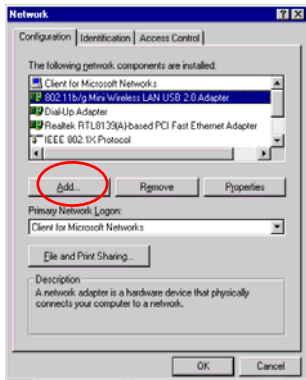 Network
Configuration Identification Access Control
The following network components are installed:
Client for Microsoft Networks
802.11b/g Mini Wireless LAN USB 2.0 Adapter
Dial-Up Adapter
Realtek RTL8139(A)-based PCI Fast Ethernet Adapter
IEEE 802.1X Protocol
Add... Remove Properties
Primary Network Logon:
Client for Microsoft Networks
File and Print Sharing...
Description
A network adapter is a hardware device that physically
connects your computer to a network.
OK Cancel